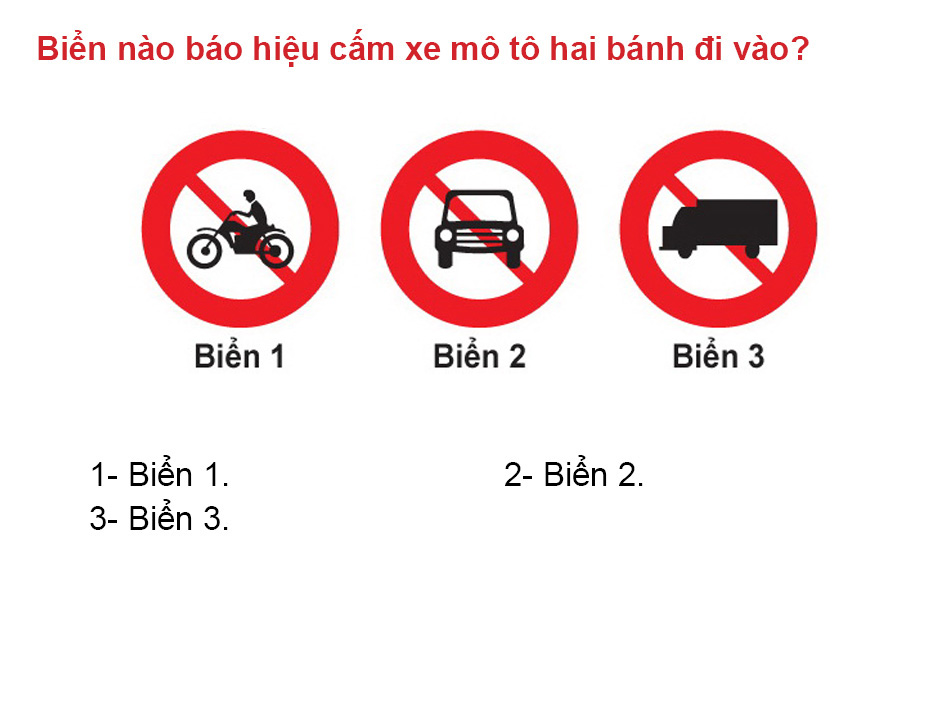 Biển nào báo hiệu cấm xe mô tô hai bánh đi vào?
Biển 1 Biển 2 Biển 3
1- Biển 1. 2- Biển 2.
3- Biển 3.